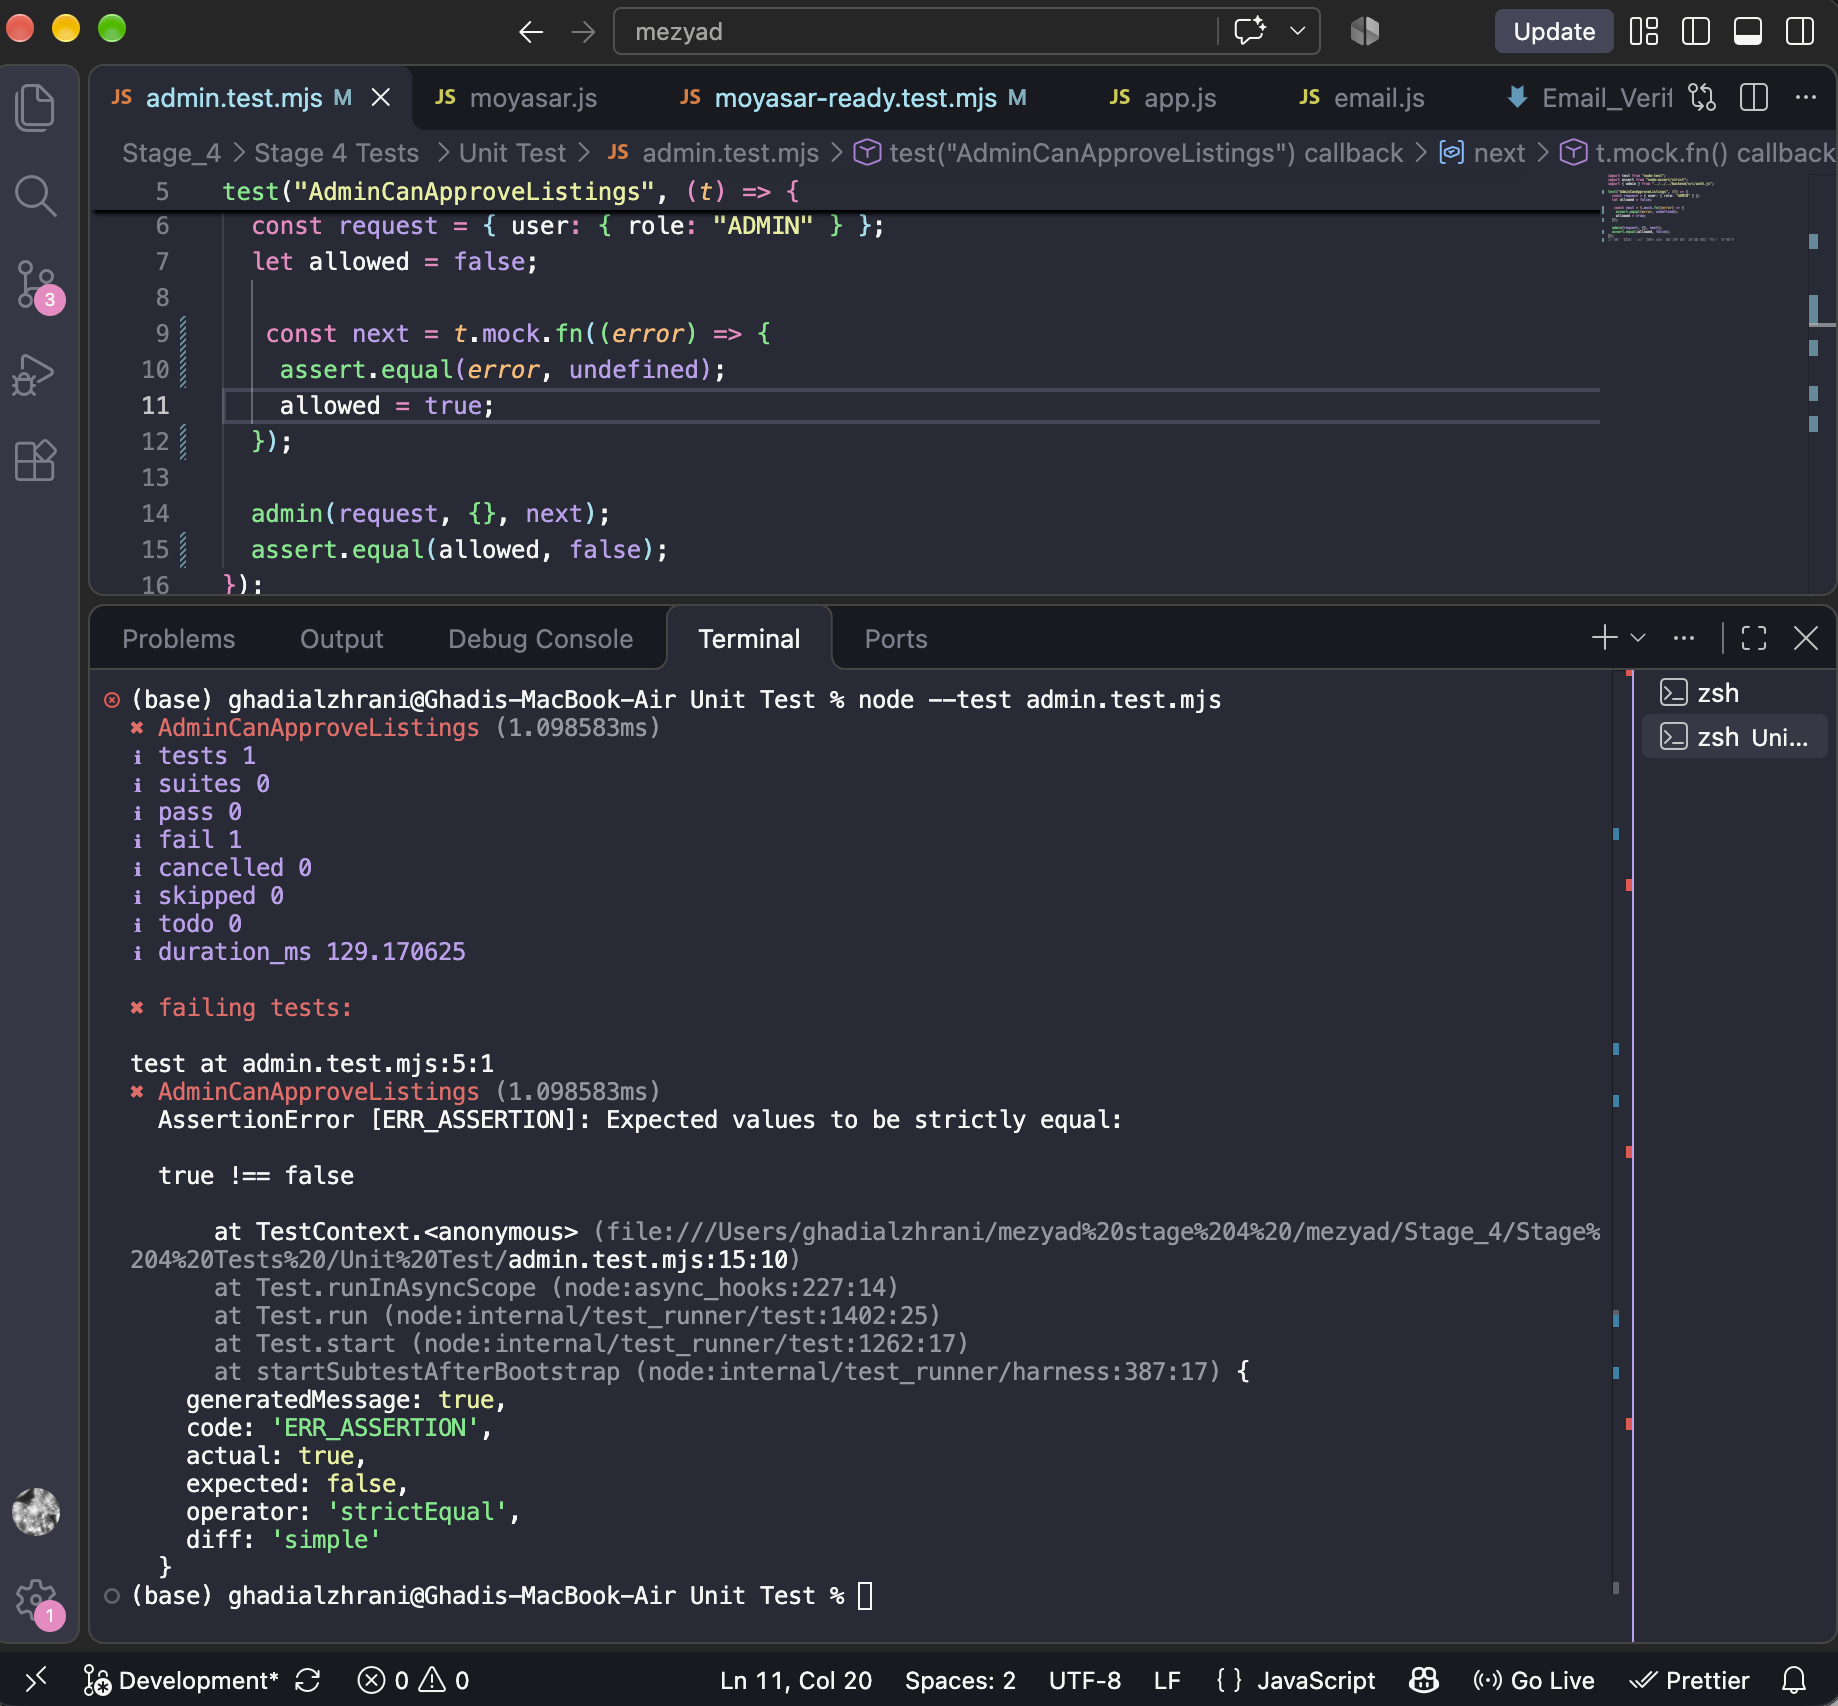 mezyad
Update
JS admin.test.mjs M
JS moyasar.js
JS moyasar-ready.test.mjs M
JS app.js
JS email.js
Email_Verif
Stage_4 > Stage 4 Tests > Unit Test > JS admin.test.mjs > test("AdminCanApproveListings") callback > next > t.mock.fn() callback
5 test("AdminCanApproveListings", (t) => {
6 const request = { user: { role: "ADMIN" } };
7 let allowed = false;
8
9 const next = t.mock.fn((error) => {
10 assert.equal(error, undefined);
11 allowed = true;
12 });
13
14 admin(request, {}, next);
15 assert.equal(allowed, false);
16 });
3
Problems Output Debug Console Terminal Ports
zsh
zsh Uni...
(base) ghadialzhrani@Ghadis-MacBook-Air Unit Test % node --test admin.test.mjs
✖ AdminCanApproveListings (1.098583ms)
ℹ tests 1
ℹ suites 0
ℹ pass 0
ℹ fail 1
ℹ cancelled 0
ℹ skipped 0
ℹ todo 0
ℹ duration_ms 129.170625
✖ failing tests:
test at admin.test.mjs:5:1
✖ AdminCanApproveListings (1.098583ms)
AssertionError [ERR_ASSERTION]: Expected values to be strictly equal:
true !== false
at TestContext.<anonymous> (file:///Users/ghadialzhrani/mezyad%20stage%204%20/mezyad/Stage_4/Stage%
204%20Tests%20/Unit%20Test/admin.test.mjs:15:10)
at Test.runInAsyncScope (node:async_hooks:227:14)
at Test.run (node:internal/test_runner/test:1402:25)
at Test.start (node:internal/test_runner/test:1262:17)
at startSubtestAfterBootstrap (node:internal/test_runner/harness:387:17) {
generatedMessage: true,
code: 'ERR_ASSERTION',
actual: true,
expected: false,
operator: 'strictEqual',
diff: 'simple'
}
(base) ghadialzhrani@Ghadis-MacBook-Air Unit Test %
1
Development* 0 0 Ln 11, Col 20 Spaces: 2 UTF-8 LF { } JavaScript Go Live Prettier